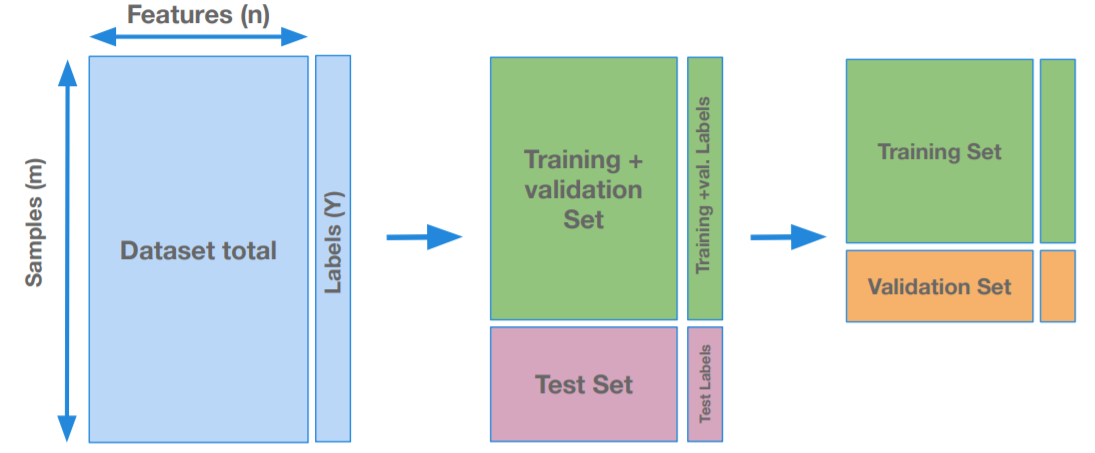 Features (n)
Samples (m)
Dataset total
Labels (Y)
Training +
validation
Set
Training +val. Labels
Test Set
Test Labels
Training Set
Validation Set